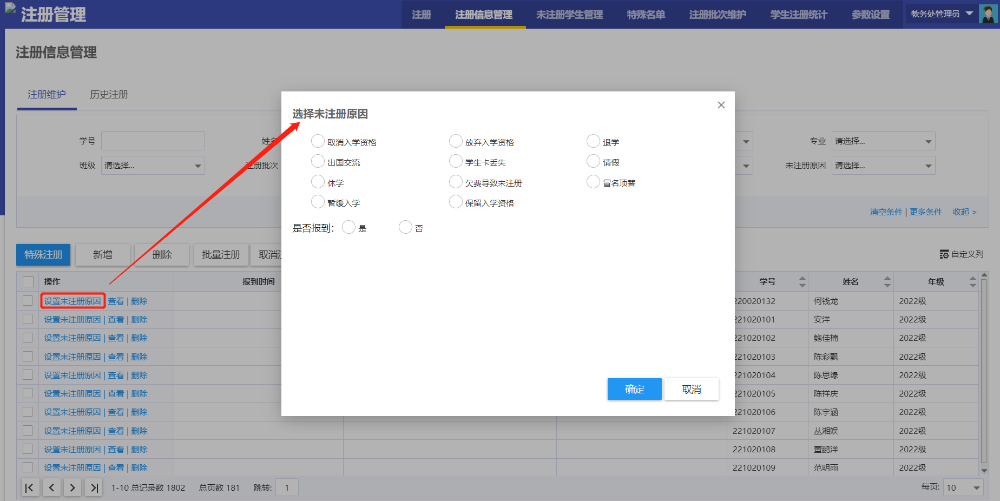 注册管理
注册 注册信息管理 未注册学生管理 特殊名单 注册批次维护 学生注册统计 参数设置 教务处管理员
注册信息管理
注册维护 历史注册
选择未注册原因
取消入学资格 放弃入学资格 退学
出国交流 学生卡丢失 请假
休学 欠费导致未注册 冒名顶替
暂缓入学 保留入学资格
是否报到: 是 否
确定 取消
学号 姓名 专业 请选择...
班级 请选择... 注册批次 未注册原因 请选择...
清空条件 | 更多条件 收起 >
特殊注册 新增 删除 批量注册 取消 自定义列
操作 报到时间 学号 姓名 年级
设置未注册原因 | 查看 | 删除 220020132 何钱龙 2022级
设置未注册原因 | 查看 | 删除 221020101 安洋 2022级
设置未注册原因 | 查看 | 删除 221020102 鲍佳楠 2022级
设置未注册原因 | 查看 | 删除 221020103 陈彩飘 2022级
设置未注册原因 | 查看 | 删除 221020104 陈思缘 2022级
设置未注册原因 | 查看 | 删除 221020105 陈祥庆 2022级
设置未注册原因 | 查看 | 删除 221020106 陈宇涵 2022级
设置未注册原因 | 查看 | 删除 221020107 丛湘娱 2022级
设置未注册原因 | 查看 | 删除 221020108 董鹏洋 2022级
设置未注册原因 | 查看 | 删除 221020109 范明雨 2022级
1-10 总记录数 1802 总页数 181 跳转: 1 每页: 10